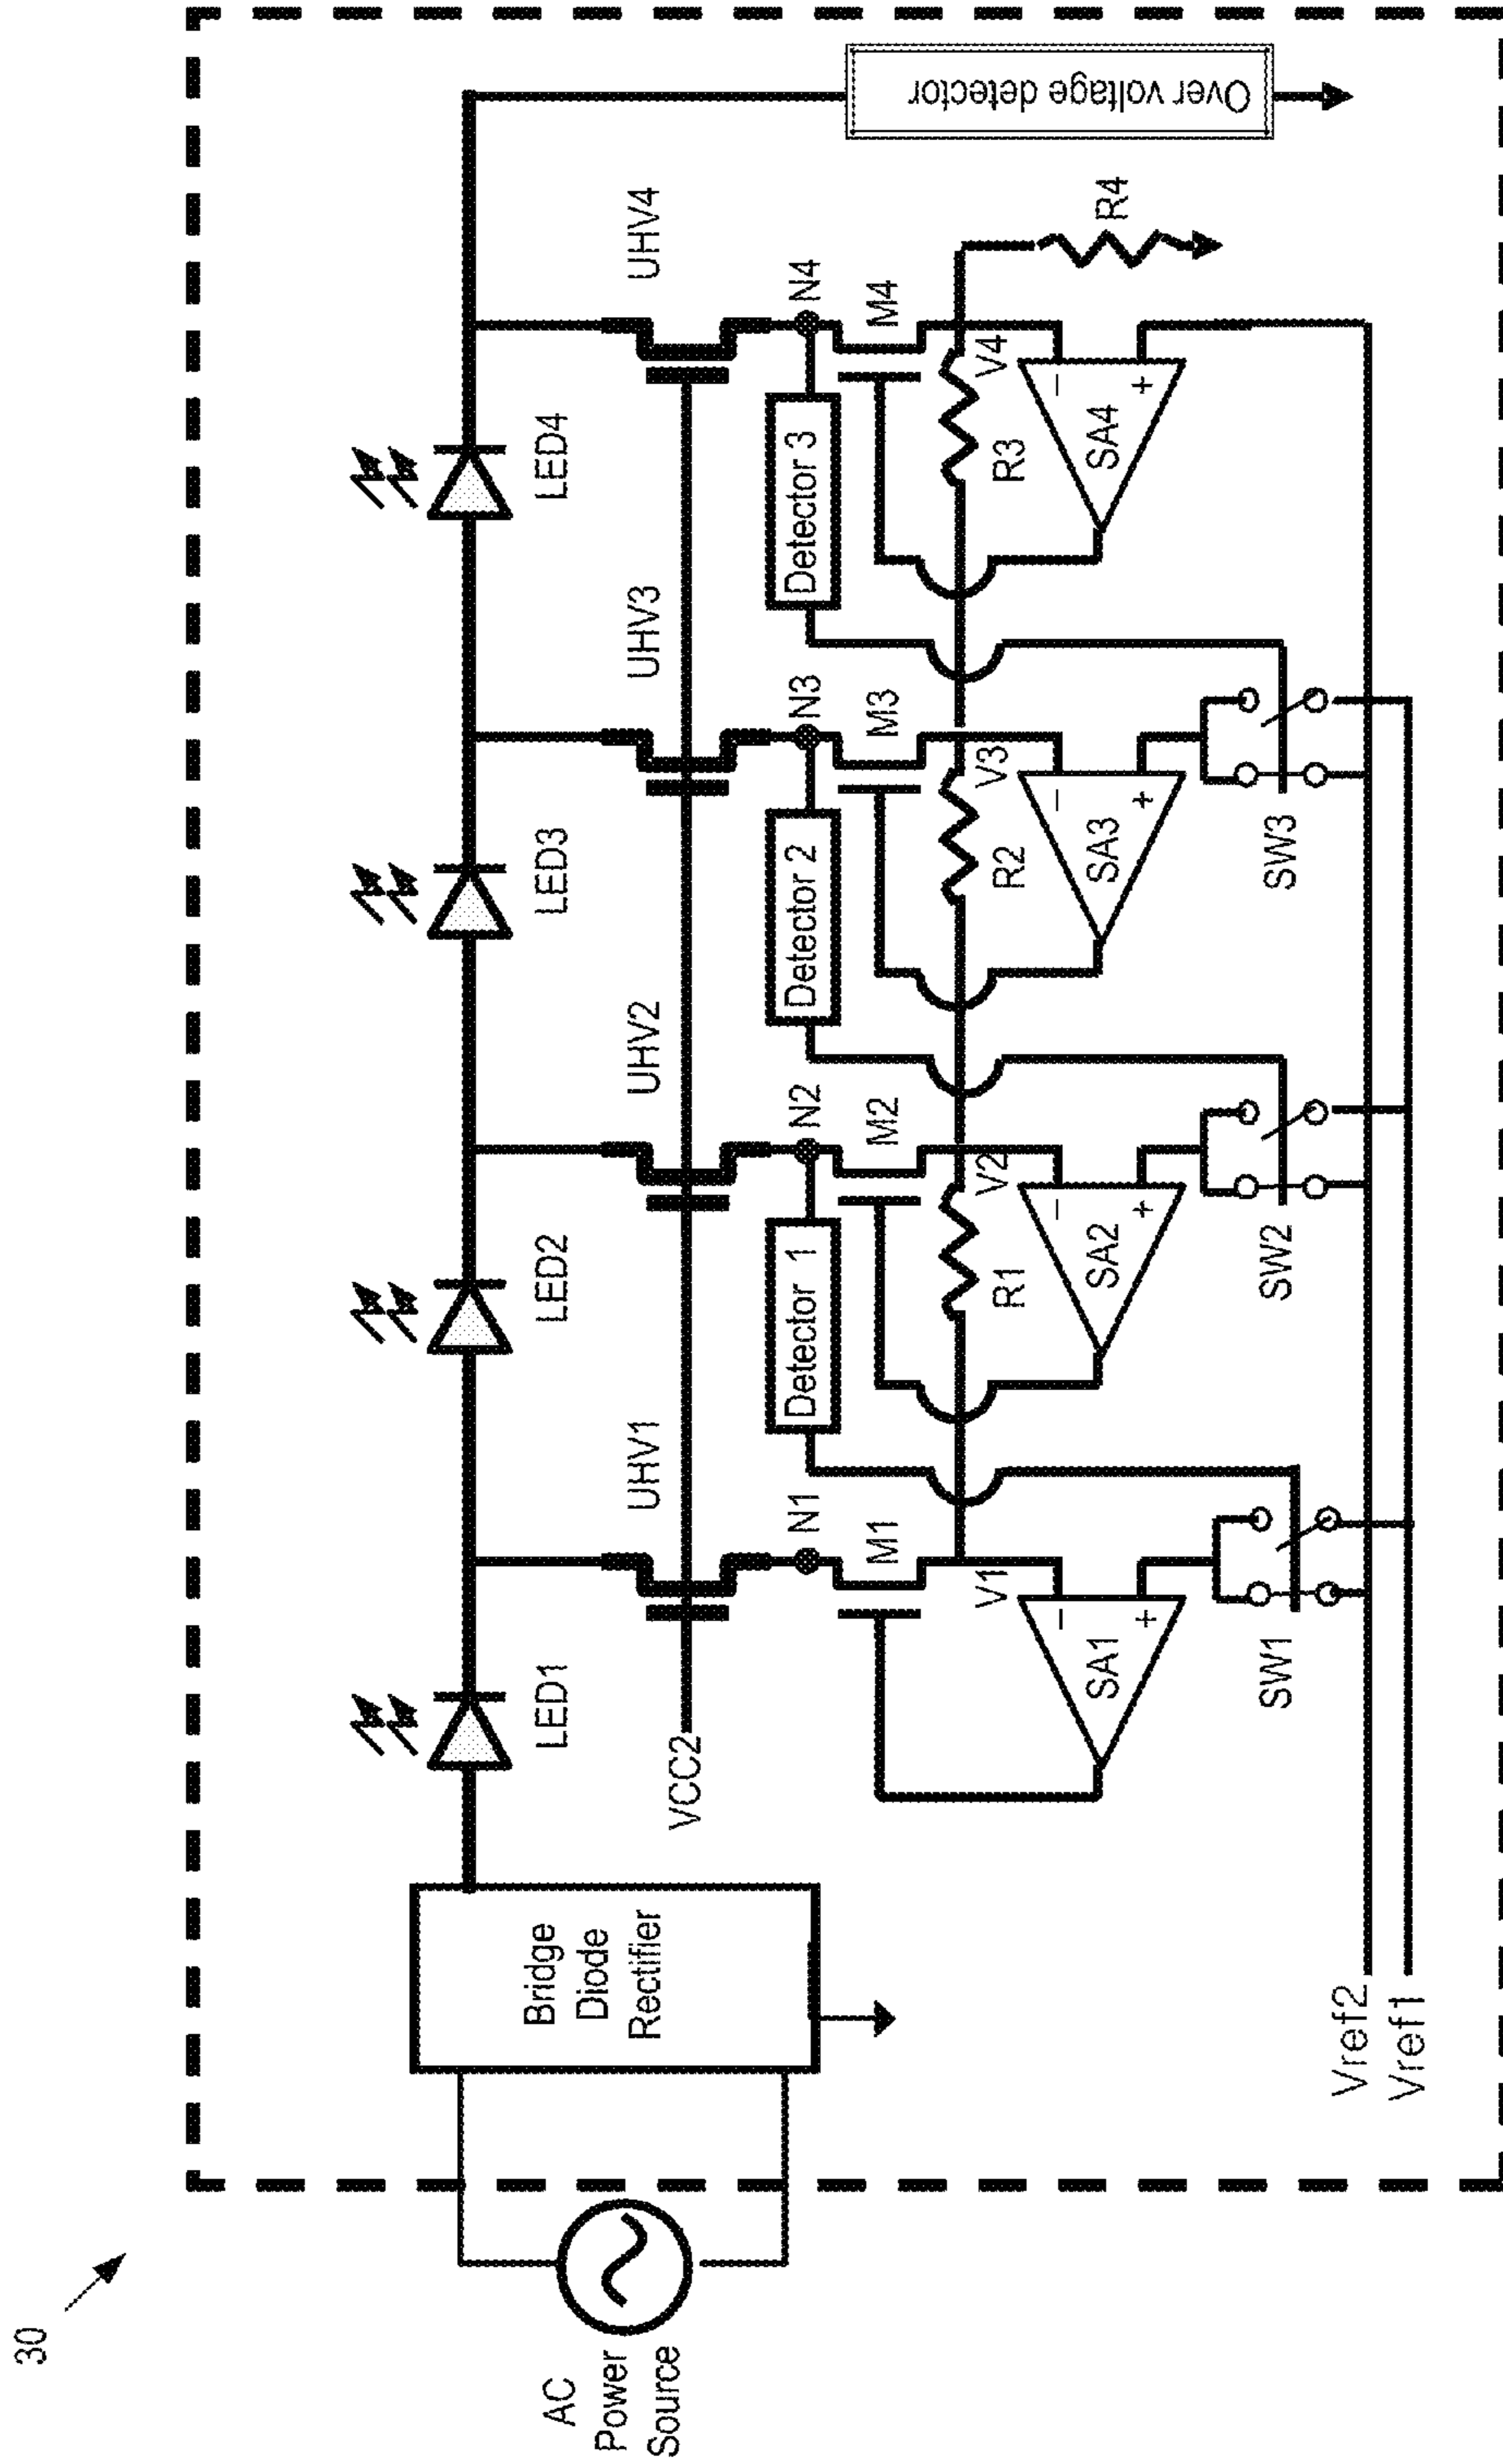 30
AC
Power
Source
Bridge
Diode
Rectifier
LED1
LED2
LED3
LED4
VCC2
UHV1
UHV2
UHV3
UHV4
Over voltage detector
N1
N2
N3
N4
Detector 1
Detector 2
Detector 3
M1
M2
M3
M4
V1
V2
V3
V4
R1
R2
R3
R4
− + SA1
− + SA2
− + SA3
− + SA4
SW1
SW2
SW3
Vref2
Vref1